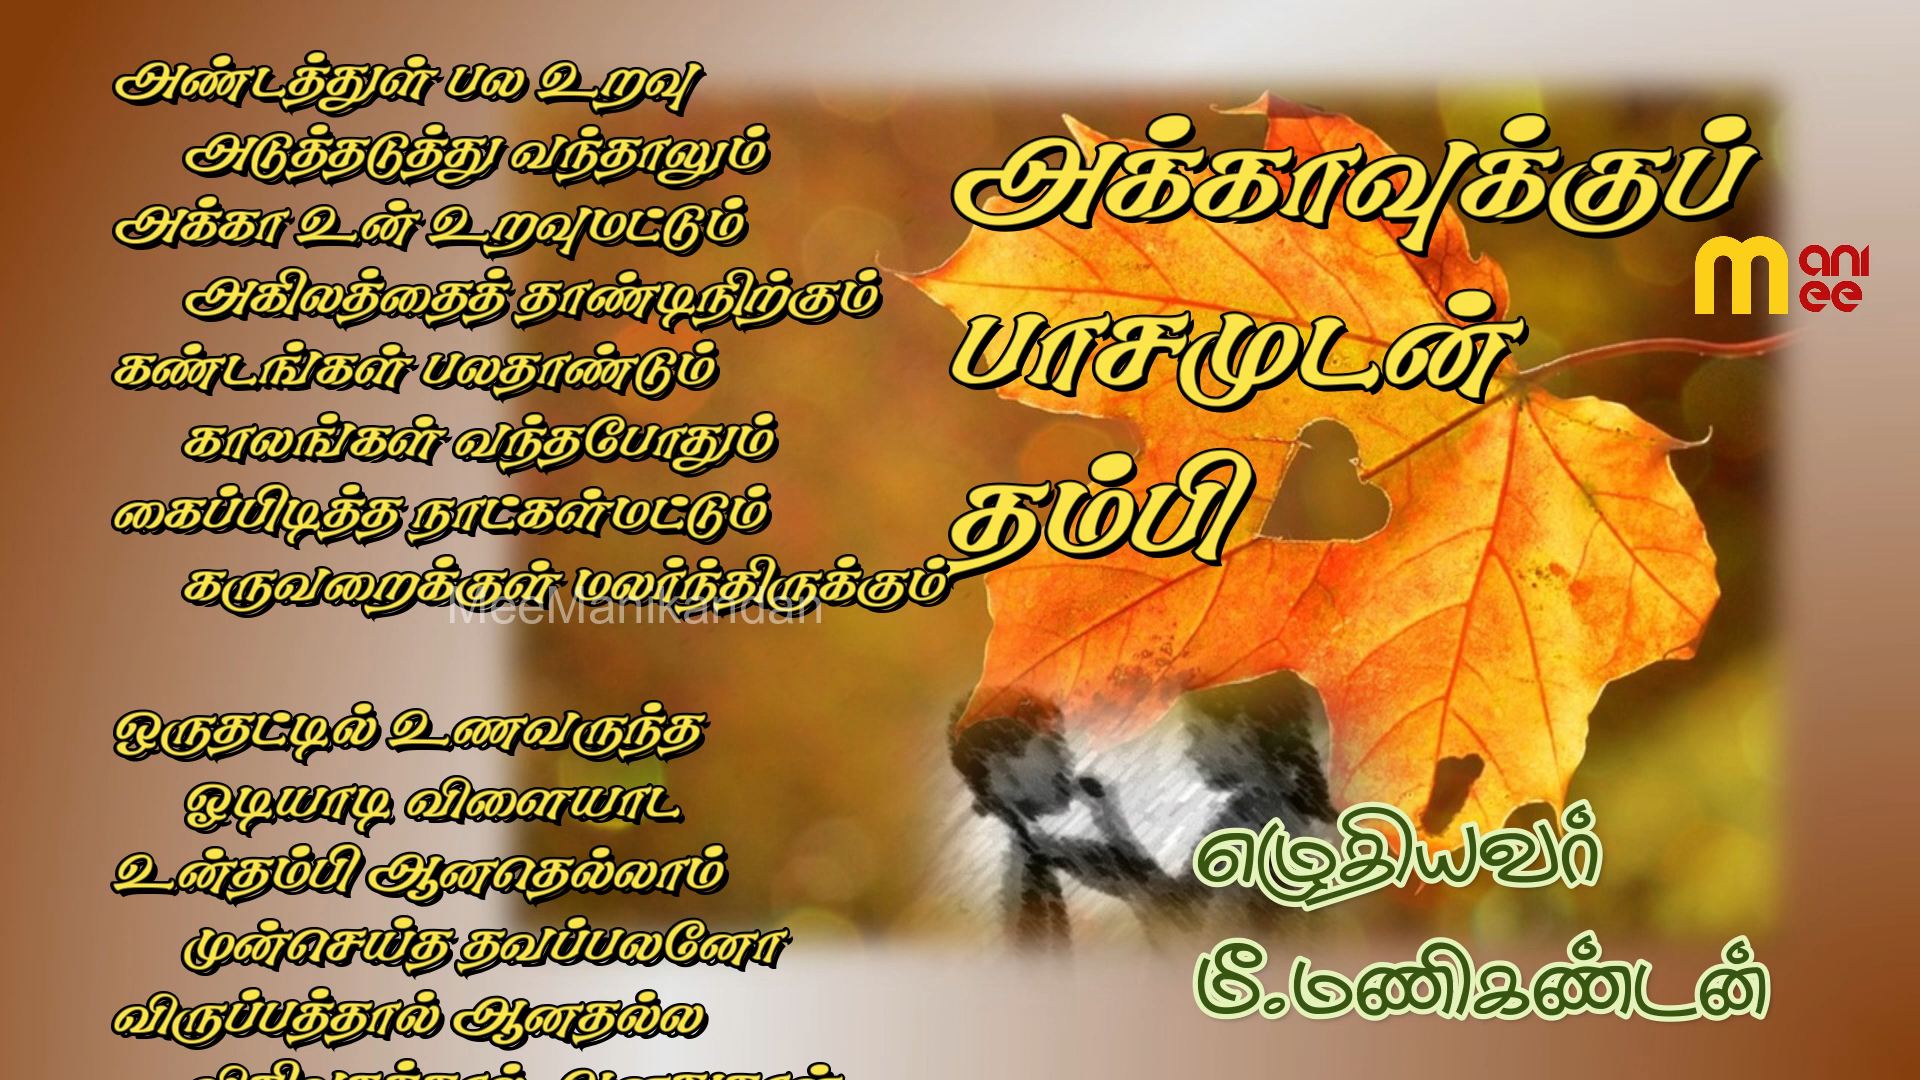 அண்டத்துள் பல உறவு
அடுத்தடுத்து வந்தாலும்
அக்கா உன் உறவுமட்டும்
அகிலத்தைத் தாண்டிநிற்கும்
கண்டங்கள் பலதாண்டும்
காலங்கள் வந்தபோதும்
கைப்பிடித்த நாட்கள்மட்டும்
கருவறைக்குள் மலர்ந்திருக்கும்
MeeManikandan
ஒருதட்டில் உணவருந்த
ஓடியாடி விளையாட
உன்தம்பி ஆனதெல்லாம்
முன்செய்த தவப்பலனோ
விருப்பத்தால் ஆனதல்ல
அக்காவுக்குப்
பாசமுடன்
தம்பி
mani
mee
எழுதியவர்
மீ.மணிகண்டன்